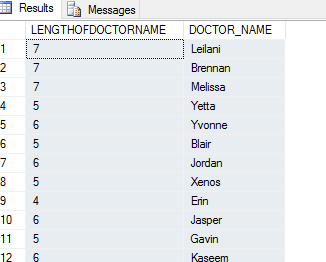 Results Messages
LENGTHOFDOCTORNAME DOCTOR_NAME
1 7 Leilani
2 7 Brennan
3 7 Melissa
4 5 Yetta
5 6 Yvonne
6 5 Blair
7 6 Jordan
8 5 Xenos
9 4 Erin
10 6 Jasper
11 5 Gavin
12 6 Kaseem